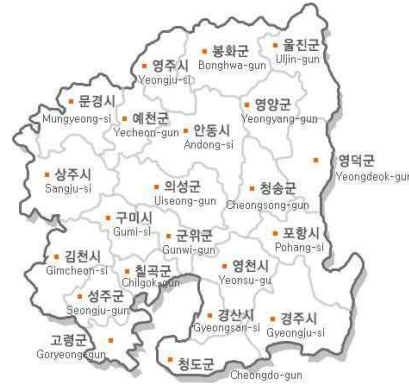 봉화군
Bonghwa-gun
울진군
Uljin-gun
영주시
Yeongju-si
문경시
Mungyeong-si
예천군
Yecheon-gun
안동시
Andong-si
영양군
Yeongyang-gun
영덕군
Yeongdeok-gun
상주시
Sangju-si
의성군
Uiseong-gun
청송군
Cheongsong-gun
구미시
Gumi-si
군위군
Gunwi-gun
포항시
Pohang-si
김천시
Gimcheon-si
칠곡군
Chilgok-gun
영천시
Yeonsu-gu
성주군
Seongju-gun
경산시
Gyeongsan-si
경주시
Gyeongju-si
고령군
Goryeong-gun
청도군
Cheongdo-gun